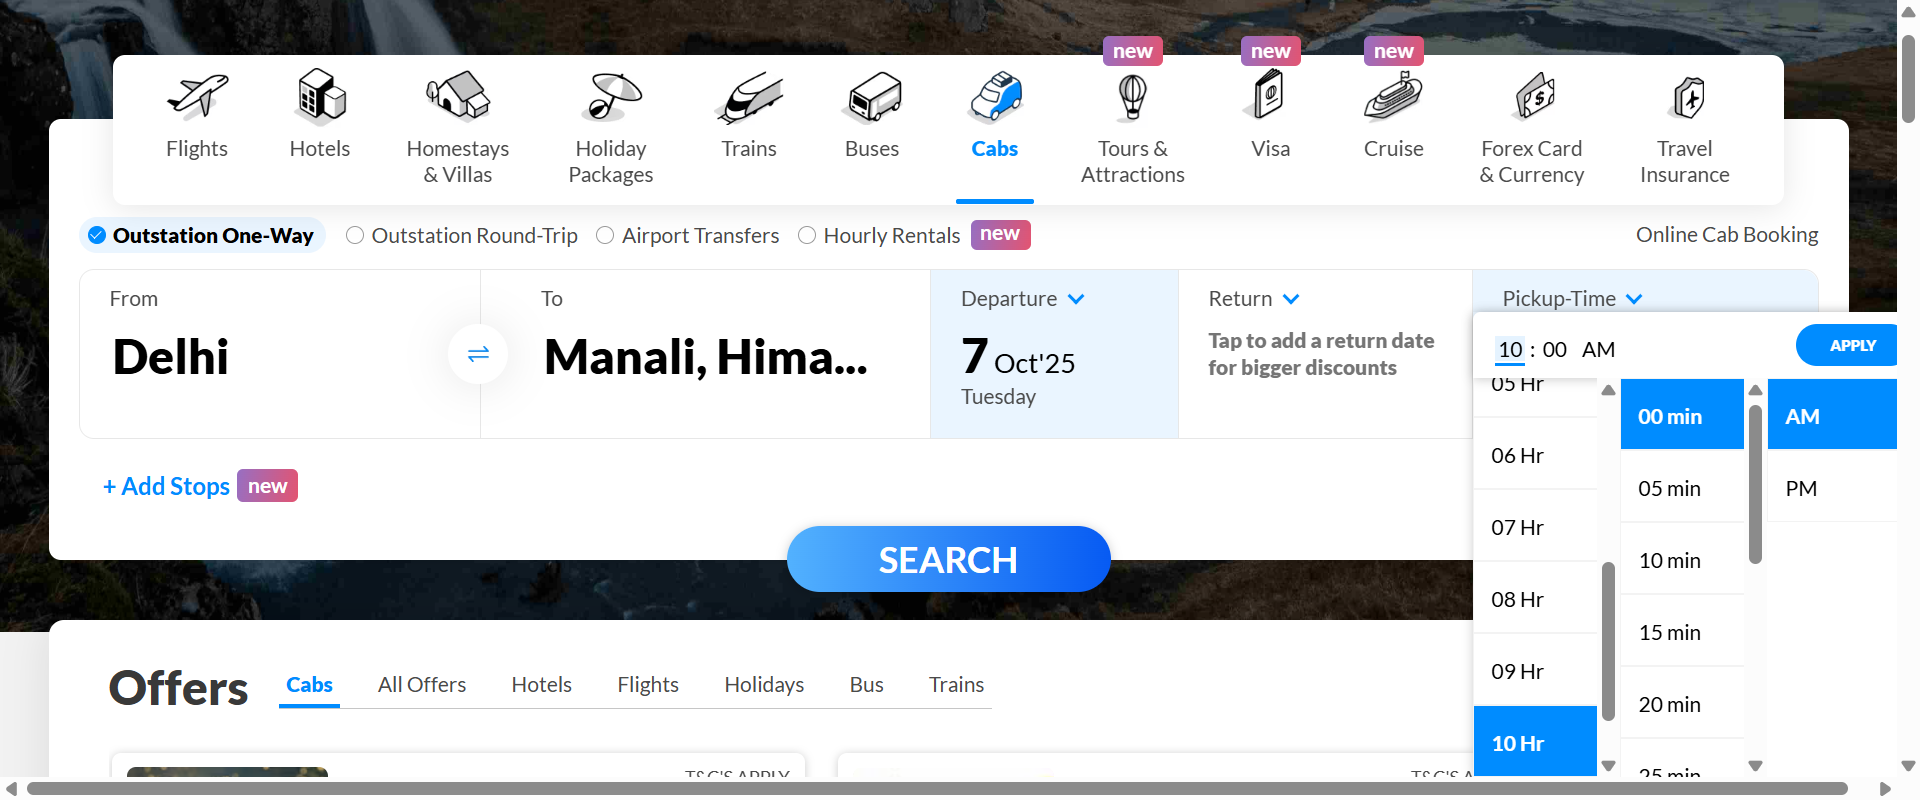 new
new
new
Flights
Hotels
Homestays
& Villas
Holiday
Packages
Trains
Buses
Cabs
Tours &
Attractions
Visa
Cruise
Forex Card
& Currency
Travel
Insurance
Outstation One-Way
Outstation Round-Trip
Airport Transfers
Hourly Rentals
new
Online Cab Booking
From
Delhi
To
Manali, Hima...
Departure
7 Oct'25
Tuesday
Return
Tap to add a return date
for bigger discounts
Pickup-Time
10 : 00 AM
APPLY
05 Hr
06 Hr
07 Hr
08 Hr
09 Hr
10 Hr
00 min
05 min
10 min
15 min
20 min
25 min
AM
PM
+ Add Stops
new
SEARCH
Offers
Cabs
All Offers
Hotels
Flights
Holidays
Bus
Trains
T&C'S APPLY
T&C'S A